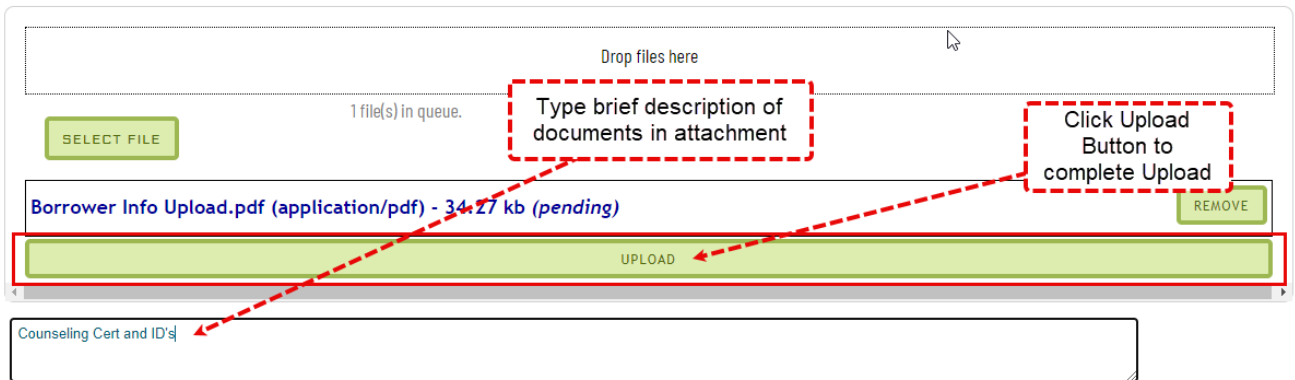 Drop files here
1 file(s) in queue.
Type brief description of
documents in attachment
Click Upload
Button to
complete Upload
SELECT FILE
Borrower Info Upload.pdf (application/pdf) - 34.27 kb (pending)
REMOVE
UPLOAD
Counseling Cert and ID's